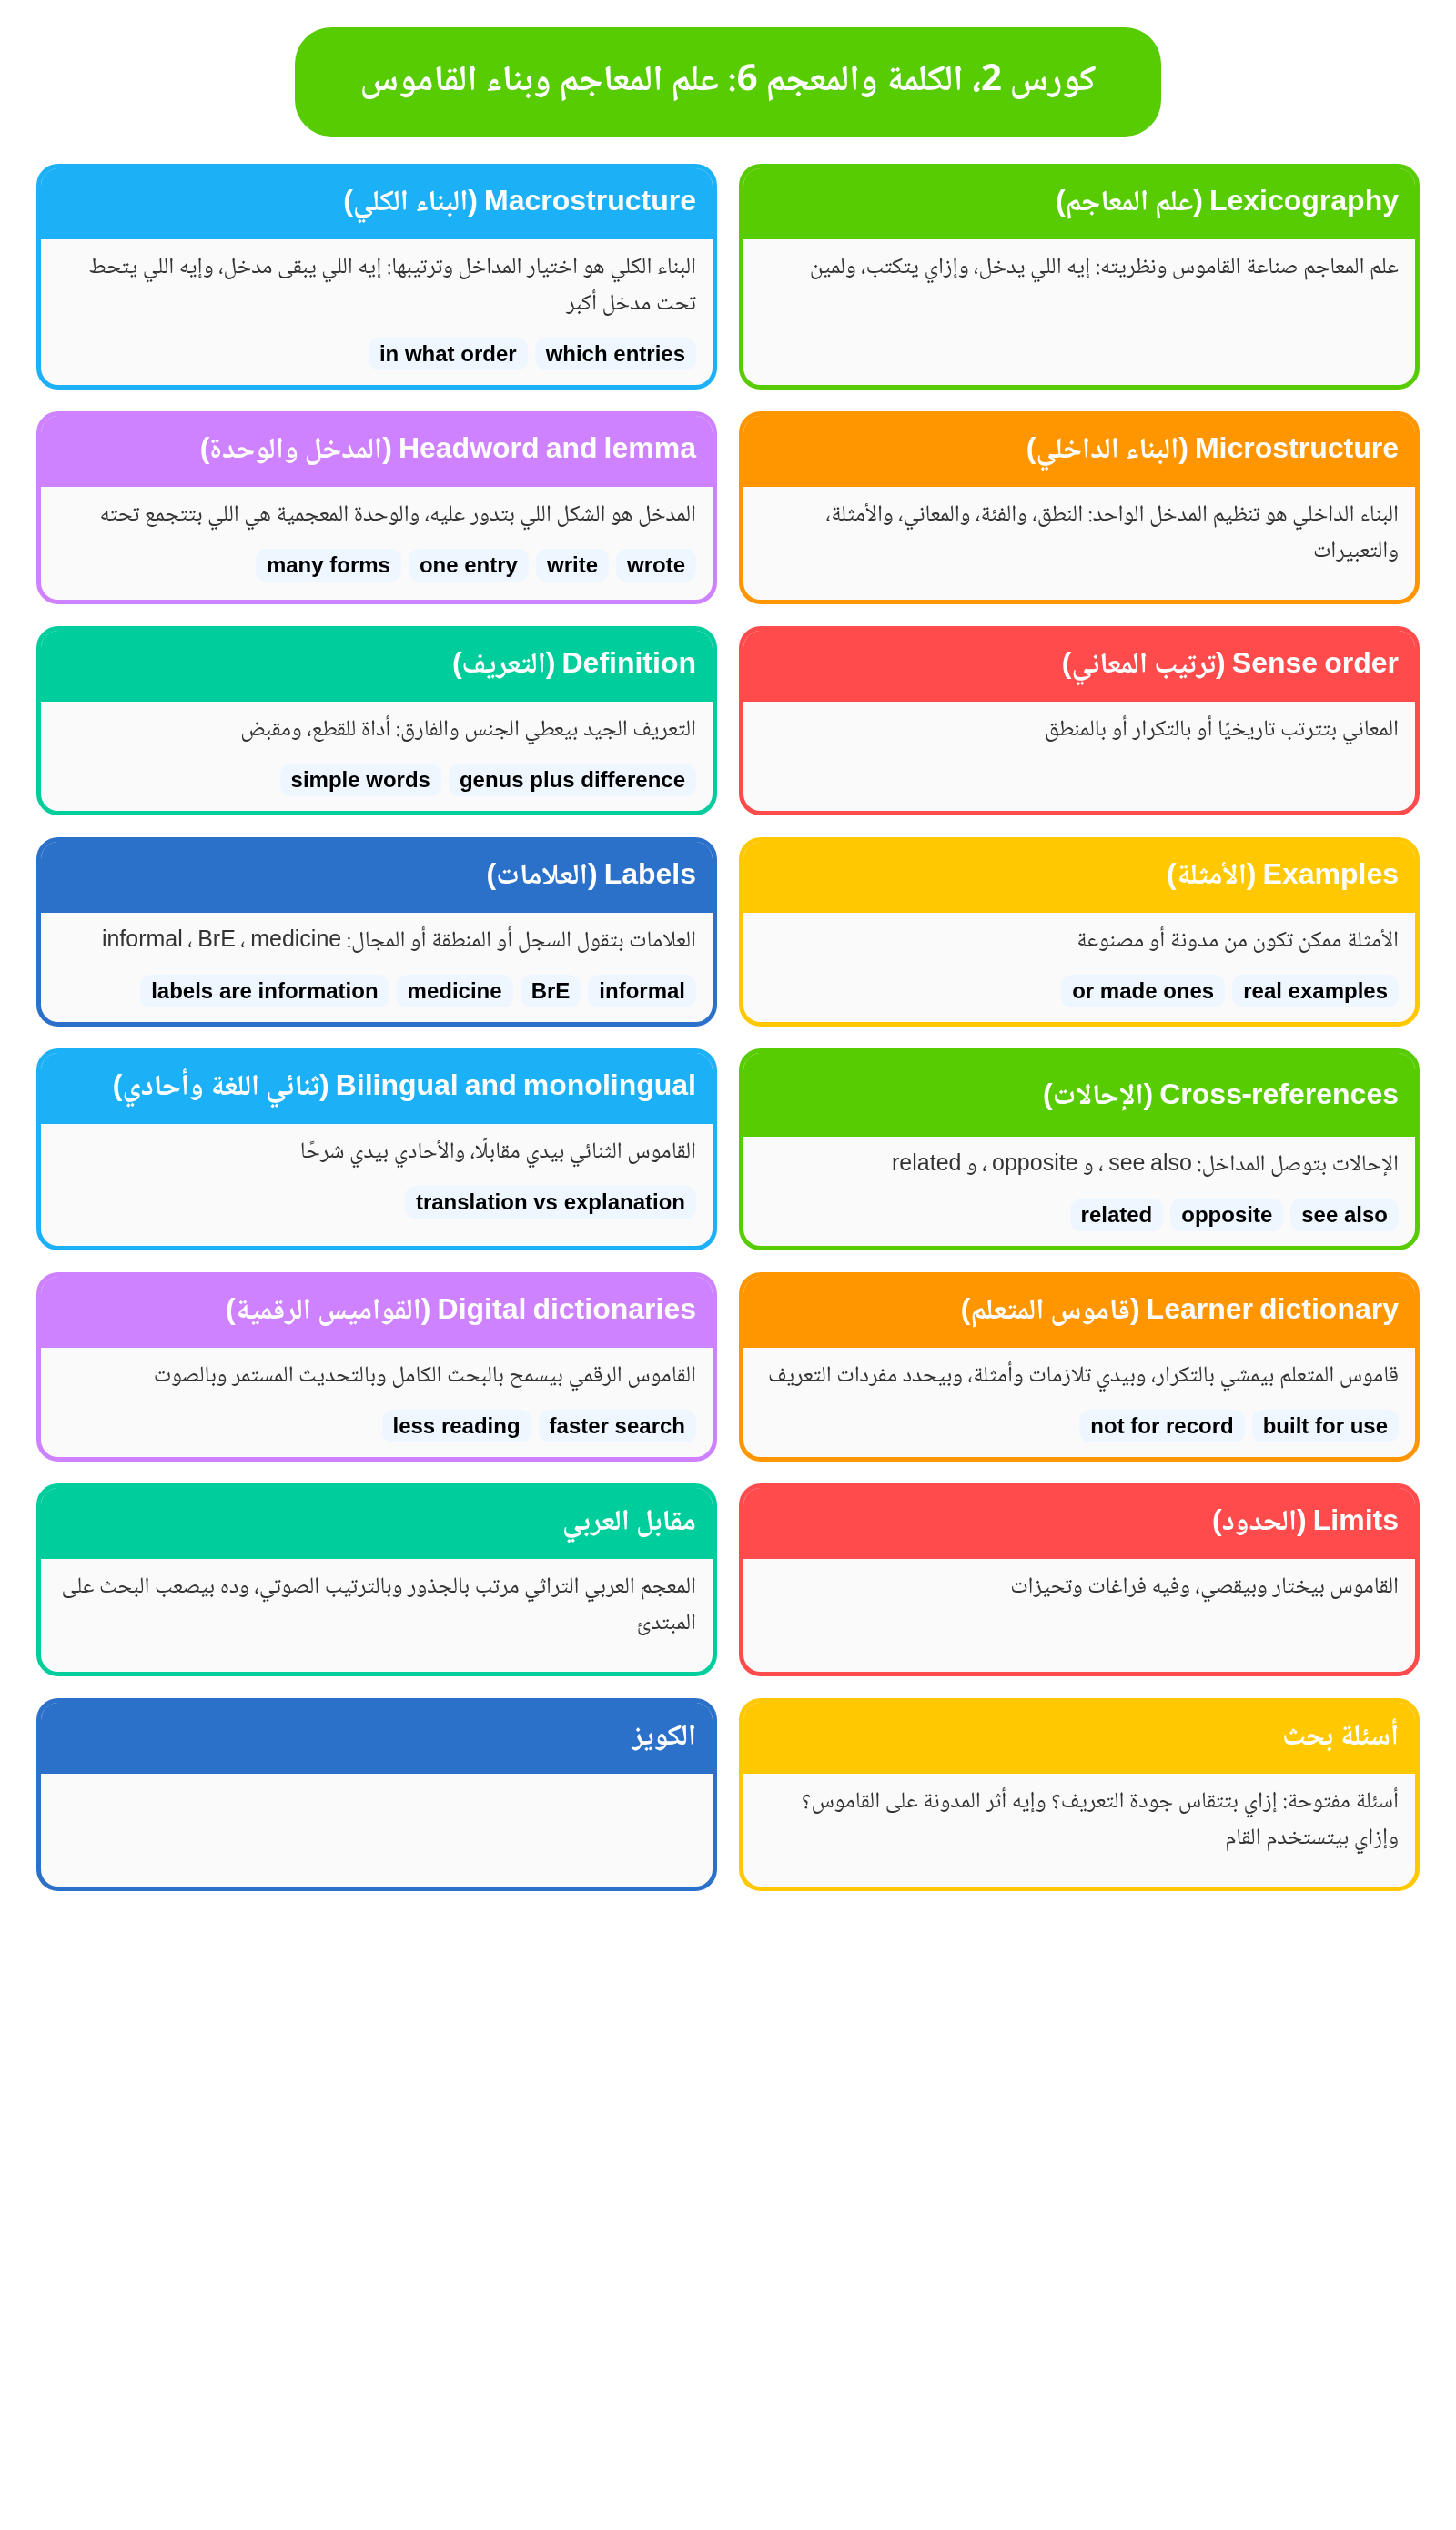 كورس 2، الكلمة والمعجم 6: علم المعاجم وبناء القاموس
Lexicography (علم المعاجم)
علم المعاجم صناعة القاموس ونظريته: إيه اللي يدخل، وإزاي يتكتب، ولمين
Macrostructure (البناء الكلي)
البناء الكلي هو اختيار المداخل وترتيبها: إيه اللي يبقى مدخل، وإيه اللي يتحط
تحت مدخل أكبر
which entries in what order
Microstructure (البناء الداخلي)
البناء الداخلي هو تنظيم المدخل الواحد: النطق، والفئة، والمعاني، والأمثلة،
والتعبيرات
Headword and lemma (المدخل والوحدة)
المدخل هو الشكل اللي بتدور عليه، والوحدة المعجمية هي اللي بتتجمع تحته
wrote write one entry many forms
Sense order (ترتيب المعاني)
المعاني بتترتب تاريخيًا أو بالتكرار أو بالمنطق
Definition (التعريف)
التعريف الجيد بيعطي الجنس والفارق: أداة للقطع، ومقبض
genus plus difference simple words
Examples (الأمثلة)
الأمثلة ممكن تكون من مدونة أو مصنوعة
real examples or made ones
Labels (العلامات)
العلامات بتقول السجل أو المنطقة أو المجال: informal ، BrE ، medicine
informal BrE medicine labels are information
Cross-references (الإحالات)
الإحالات بتوصل المداخل: see also ، و opposite ، و related
see also opposite related
Bilingual and monolingual (ثنائي اللغة وأحادي)
القاموس الثنائي بيدي مقابلًا، والأحادي بيدي شرحًا
translation vs explanation
Learner dictionary (قاموس المتعلم)
قاموس المتعلم بيمشي بالتكرار، وبيدي تلازمات وأمثلة، وبيحدد مفردات التعريف
built for use not for record
Digital dictionaries (القواميس الرقمية)
القاموس الرقمي بيسمح بالبحث الكامل وبالتحديث المستمر وبالصوت
faster search less reading
Limits (الحدود)
القاموس بيختار وبيقصي، وفيه فراغات وتحيزات
مقابل العربي
المعجم العربي التراثي مرتب بالجذور وبالترتيب الصوتي، وده بيصعب البحث على
المبتدئ
أسئلة بحث
أسئلة مفتوحة: إزاي بتتقاس جودة التعريف؟ وإيه أثر المدونة على القاموس؟
وإزاي بيتستخدم القام
الكويز